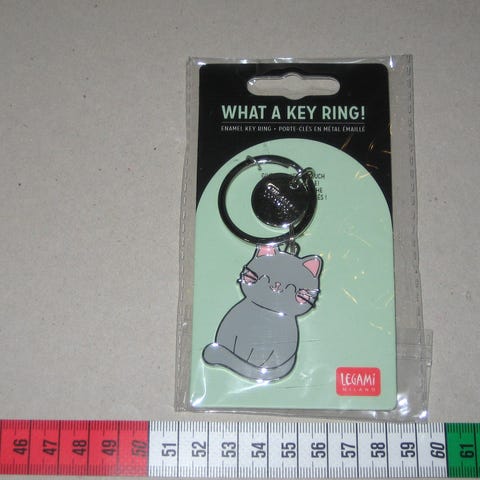 WHAT A KEY RING!
ENAMEL KEY RING • PORTE-CLÉS EN MÉTAL ÉMAILLÉ
LEGAMI
MILANO
46 47 48 49 50 51 52 53 54 55 56 57 58 59 60 61